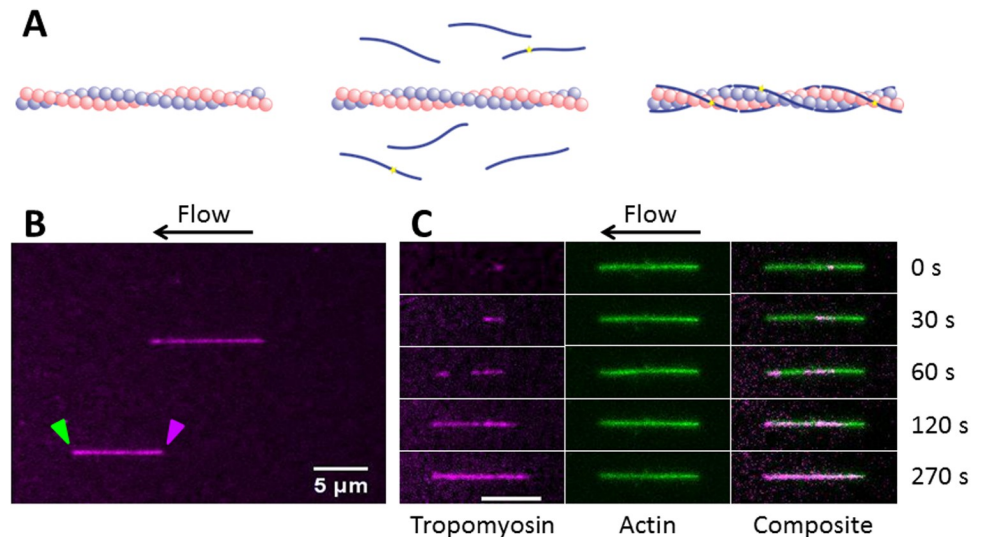 A
B
Flow
5 µm
C
Flow
0 s
30 s
60 s
120 s
270 s
Tropomyosin
Actin
Composite